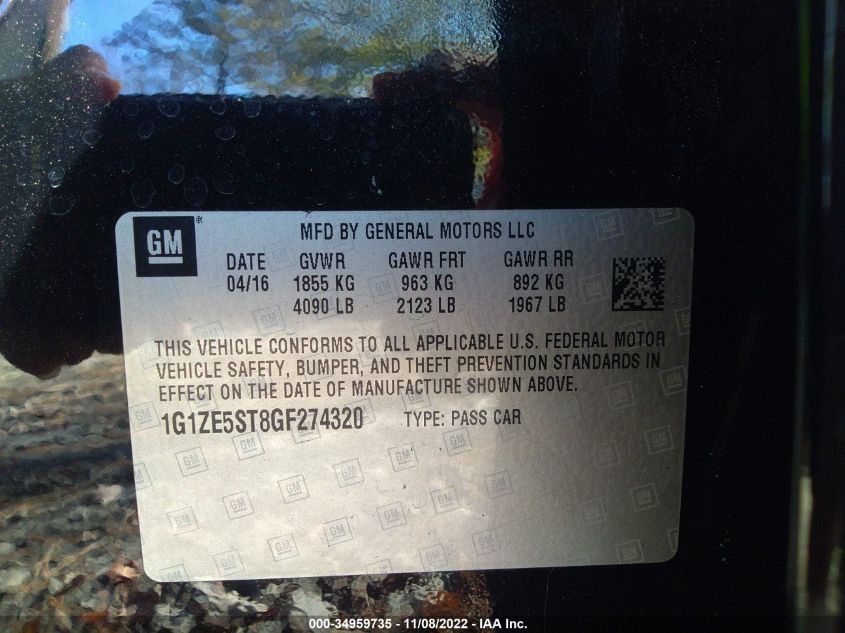 GM ® MFD BY GENERAL MOTORS LLC
DATE GVWR GAWR FRT GAWR RR
04/16 1855 KG 963 KG 892 KG
4090 LB 2123 LB 1967 LB
THIS VEHICLE CONFORMS TO ALL APPLICABLE U.S. FEDERAL MOTOR
VEHICLE SAFETY, BUMPER, AND THEFT PREVENTION STANDARDS IN
EFFECT ON THE DATE OF MANUFACTURE SHOWN ABOVE.
1G1ZE5ST8GF274320 TYPE: PASS CAR
000-34959735 - 11/08/2022 - IAA Inc.